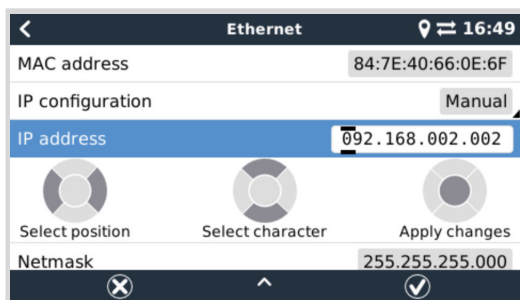 Ethernet 16:49
MAC address 84:7E:40:66:0E:6F
IP configuration Manual
IP address 092.168.002.002
Select position Select character Apply changes
Netmask 255.255.255.000